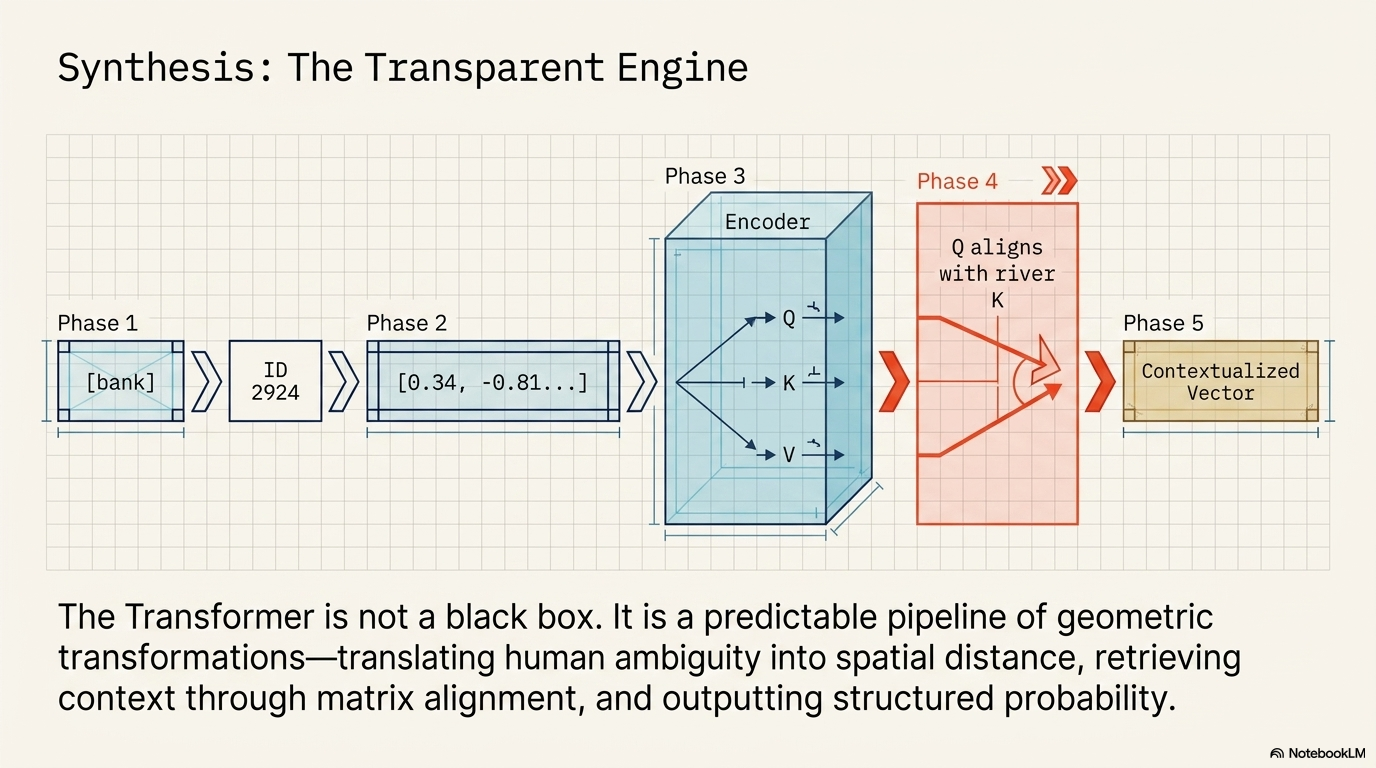 Synthesis: The Transparent Engine
Phase 1
[bank]
ID
2924
Phase 2
[0.34, -0.81...]
Phase 3
Encoder
Q
K
V
Phase 4
Q aligns
with river
K
Phase 5
Contextualized
Vector
The Transformer is not a black box. It is a predictable pipeline of geometric
transformations—translating human ambiguity into spatial distance, retrieving
context through matrix alignment, and outputting structured probability.
NotebookLM